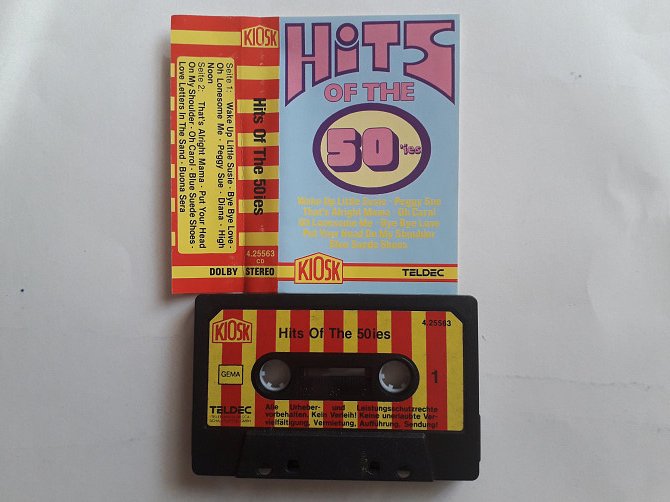 KIOSK
Seite 1: Wake Up Little Susie · Bye Bye Love ·
Oh Lonesome Me · Peggy Sue · Diana · High
Noon
Seite 2: That's Alright Mama · Put Your Head
On My Shoulder · Oh Carol · Blue Suede Shoes ·
Love Letters In The Sand · Buona Sera
Hits Of The 50ies
4.25563
CD
DOLBY STEREO
HITS
OF THE
50'ies
Wake Up Little Susie · Peggy Sue
That's Alright Mama · Oh Carol
Oh Lonesome Me · Bye Bye Love
Put Your Head On My Shoulder
Blue Suede Shoes
KIOSK
TELDEC
KIOSK
4.25563
Hits Of The 50ies
GEMA
1
TELDEC
Alle Urheber- und Leistungsschutzrechte
vorbehalten. Kein Verleih! Keine unerlaubte Ver-
vielfältigung, Vermietung, Aufführung, Sendung!